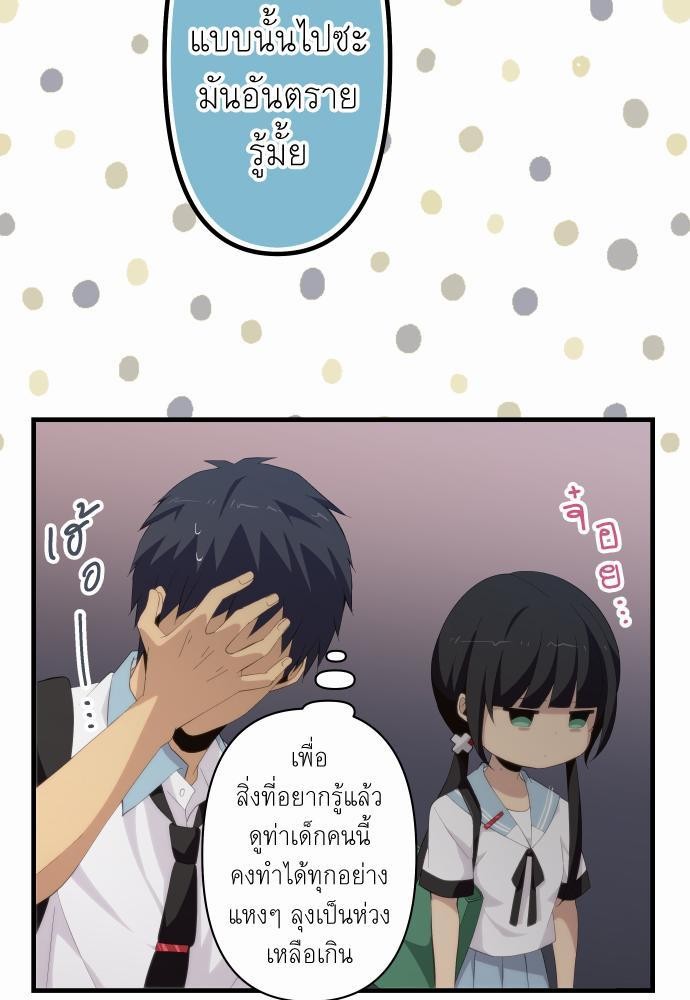 แบบนั้นไปซะ
มันอันตราย
รู้มั้ย
เฮ้อ...
จ๋อย...
เพื่อ
สิ่งที่อยากรู้แล้ว
ดูท่าเด็กคนนี้
คงทำได้ทุกอย่าง
แหงๆ ลุงเป็นห่วง
เหลือเกิน